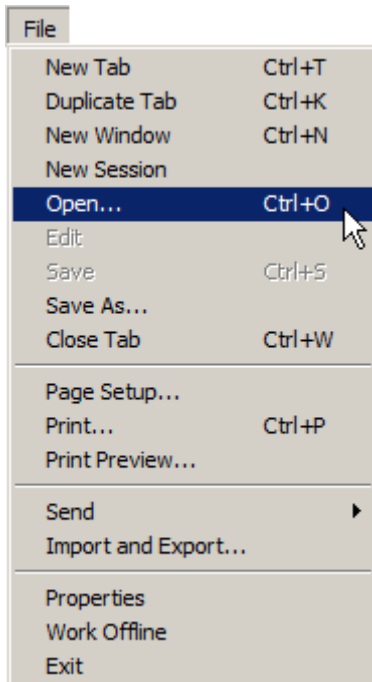 File
New Tab Ctrl+T
Duplicate Tab Ctrl+K
New Window Ctrl+N
New Session
Open... Ctrl+O
Edit
Save Ctrl+S
Save As...
Close Tab Ctrl+W
Page Setup...
Print... Ctrl+P
Print Preview...
Send
Import and Export...
Properties
Work Offline
Exit